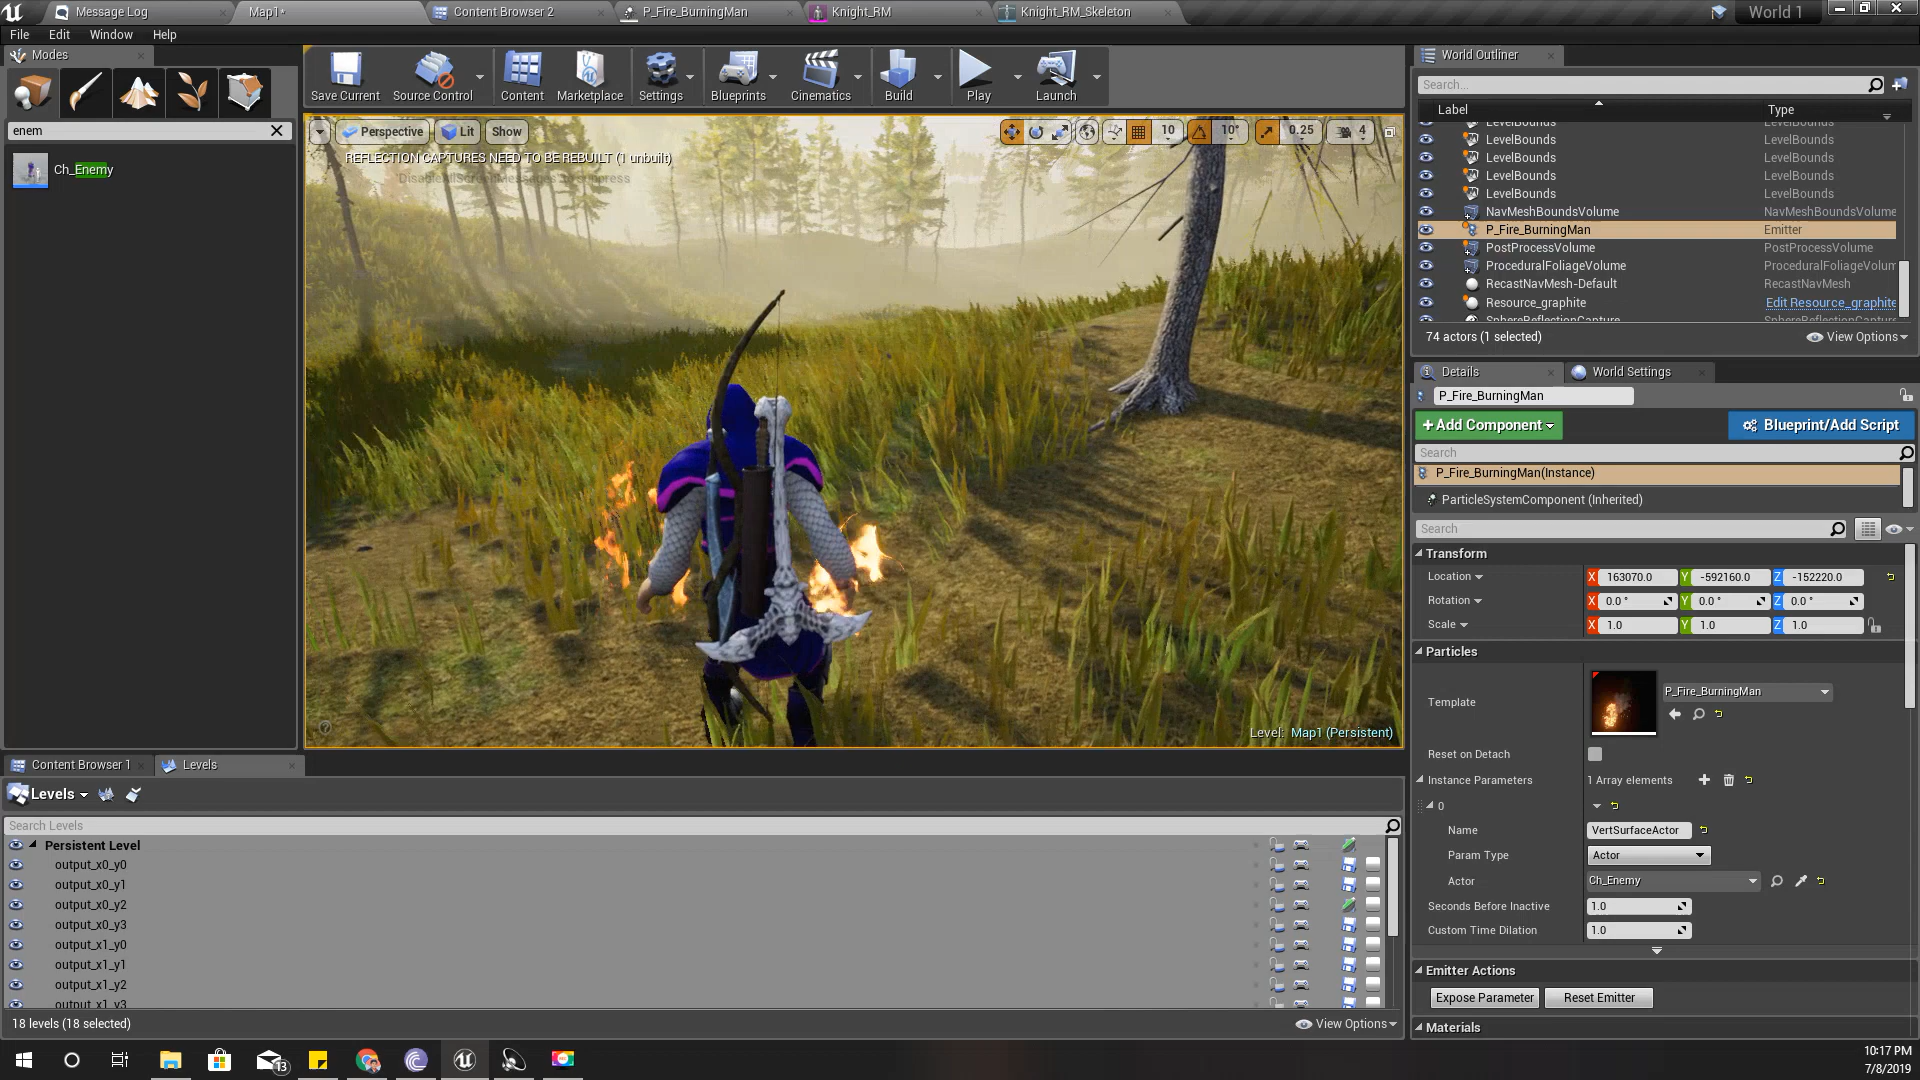 Message Log
Map1*
Content Browser 2
P_Fire_BurningMan
Knight_RM
Knight_RM_Skeleton
World 1
File Edit Window Help
Modes
enem
Ch_Enemy
Save Current
Source Control
Content
Marketplace
Settings
Blueprints
Cinematics
Build
Play
Launch
Perspective
Lit
Show
10
10°
0.25
4
REFLECTION CAPTURES NEED TO BE REBUILT (1 unbuilt)
'DisableAllScreenMessages' to suppress
Level: Map1 (Persistent)
World Outliner
Search...
Label Type
LevelBounds
LevelBounds LevelBounds
LevelBounds LevelBounds
LevelBounds LevelBounds
LevelBounds LevelBounds
NavMeshBoundsVolume NavMeshBoundsVolume
P_Fire_BurningMan Emitter
PostProcessVolume PostProcessVolume
ProceduralFoliageVolume ProceduralFoliageVolum
RecastNavMesh-Default RecastNavMesh
Resource_graphite Edit Resource_graphite
SphereReflectionCapture SphereReflectionCaptur
74 actors (1 selected)
View Options
Details
World Settings
P_Fire_BurningMan
+Add Component
Blueprint/Add Script
Search
P_Fire_BurningMan(Instance)
ParticleSystemComponent (Inherited)
Search
Transform
Location X 163070.0 Y -592160.0 Z -152220.0
Rotation X 0.0 ° Y 0.0 ° Z 0.0 °
Scale X 1.0 Y 1.0 Z 1.0
Particles
Template
P_Fire_BurningMan
Reset on Detach
Instance Parameters 1 Array elements
0
Name VertSurfaceActor
Param Type Actor
Actor Ch_Enemy
Seconds Before Inactive 1.0
Custom Time Dilation 1.0
Emitter Actions
Expose Parameter
Reset Emitter
Materials
Content Browser 1
Levels
Levels
Search Levels
Persistent Level
output_x0_y0
output_x0_y1
output_x0_y2
output_x0_y3
output_x1_y0
output_x1_y1
output_x1_y2
output_x1_y3
18 levels (18 selected)
View Options
13
10:17 PM
7/8/2019